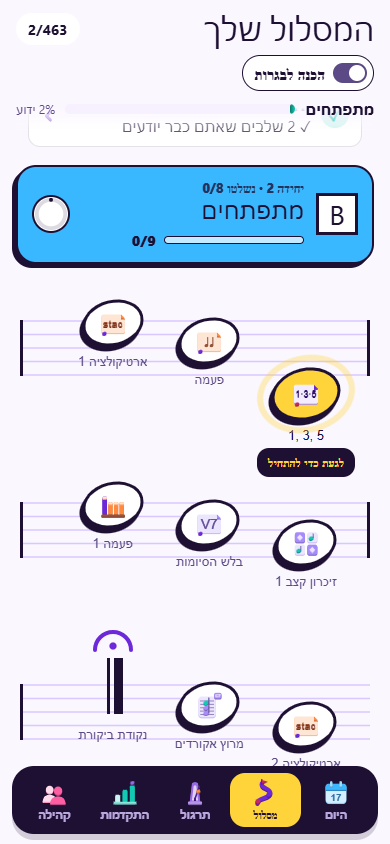 המסלול שלך
2/463
הכנה לבגרות
מתפתחים
2% ידוע
✓ 2 שלבים שאתם כבר יודעים
יחידה 2 • נשלטו 0/8
מתפתחים
0/9
B
stac
ארטיקולציה 1
פעמה
1·3·5
1, 3, 5
לגעת כדי להתחיל
פעמה 1
V7
בלש הסיומות
זיכרון קצב 1
נקודת ביקורת
מרוץ אקורדים
stac
ארטיקולציה 2
17
היום
מסלול
תרגול
התקדמות
קהילה